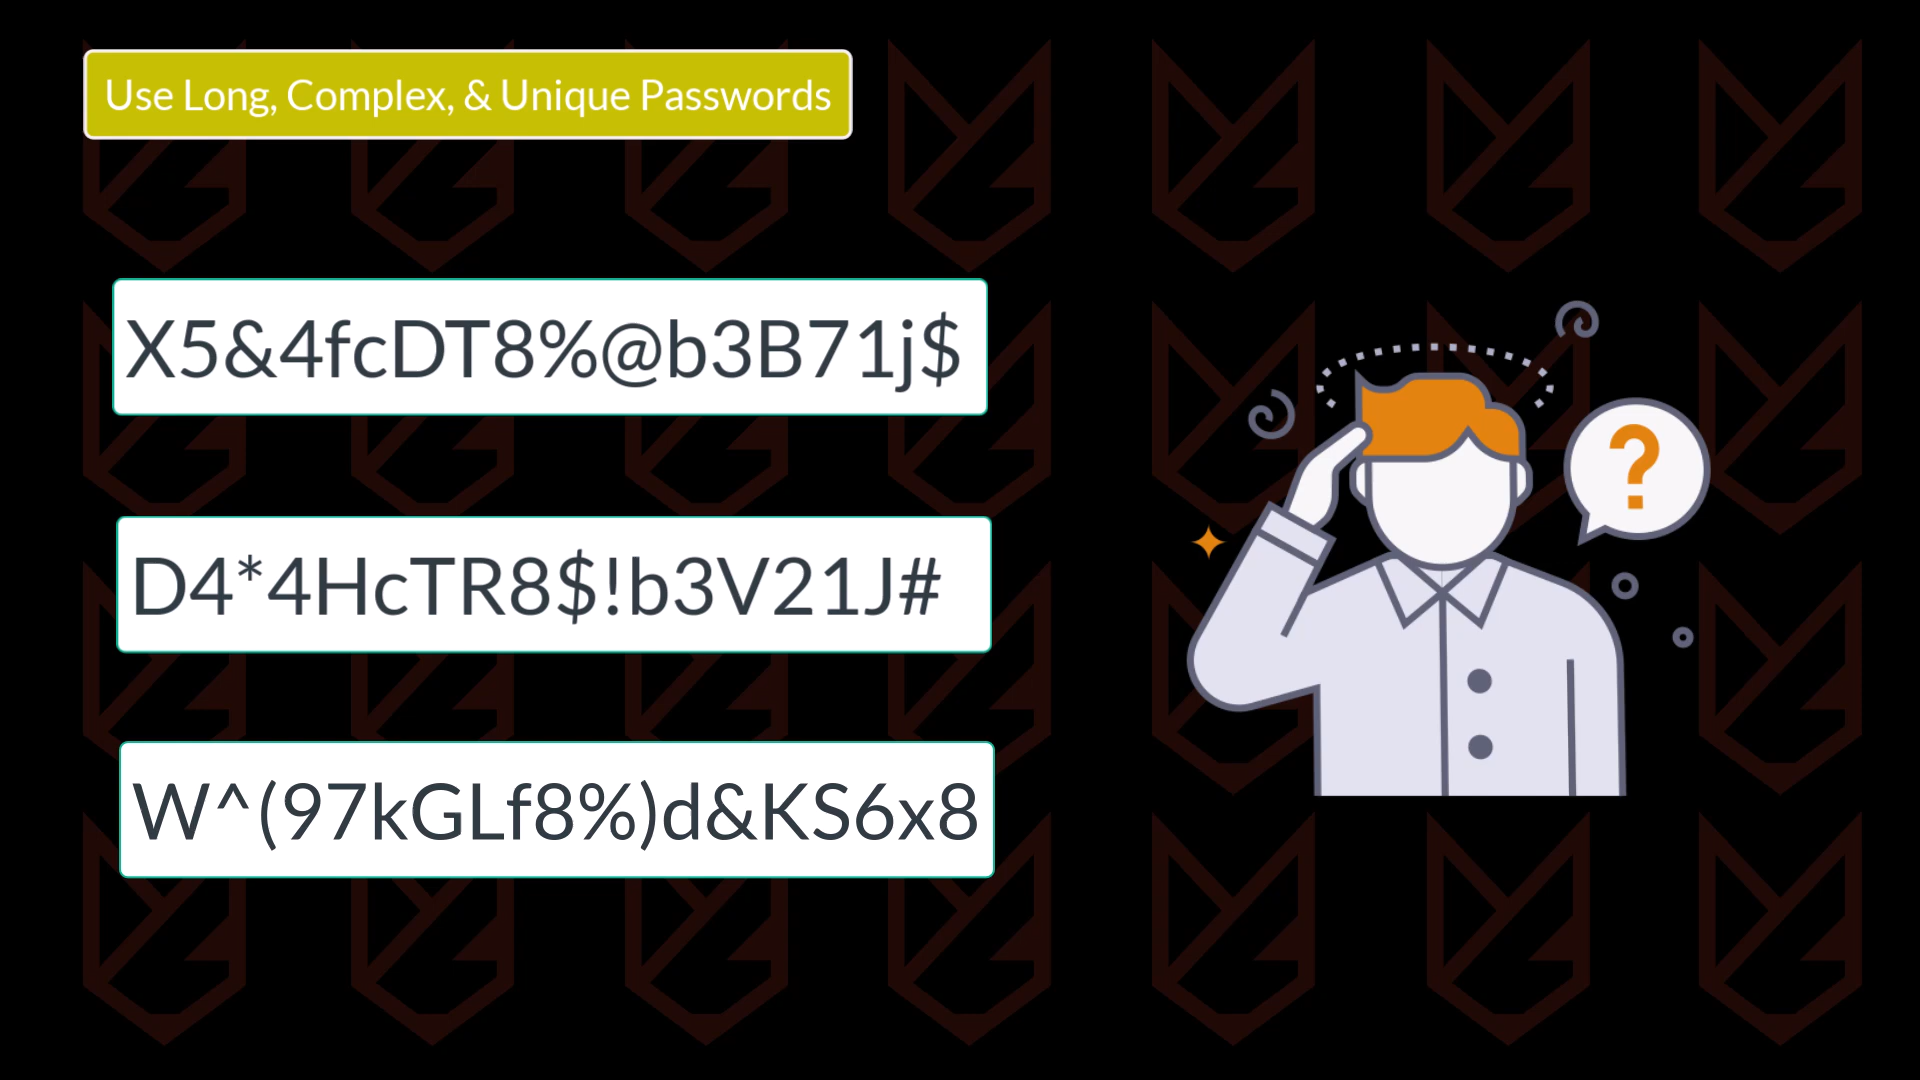 Use Long, Complex, & Unique Passwords
X5&4fcDT8%@b3B71j$
D4*4HcTR8$!b3V21J#
W^(97kGLf8%)d&KS6x8
?